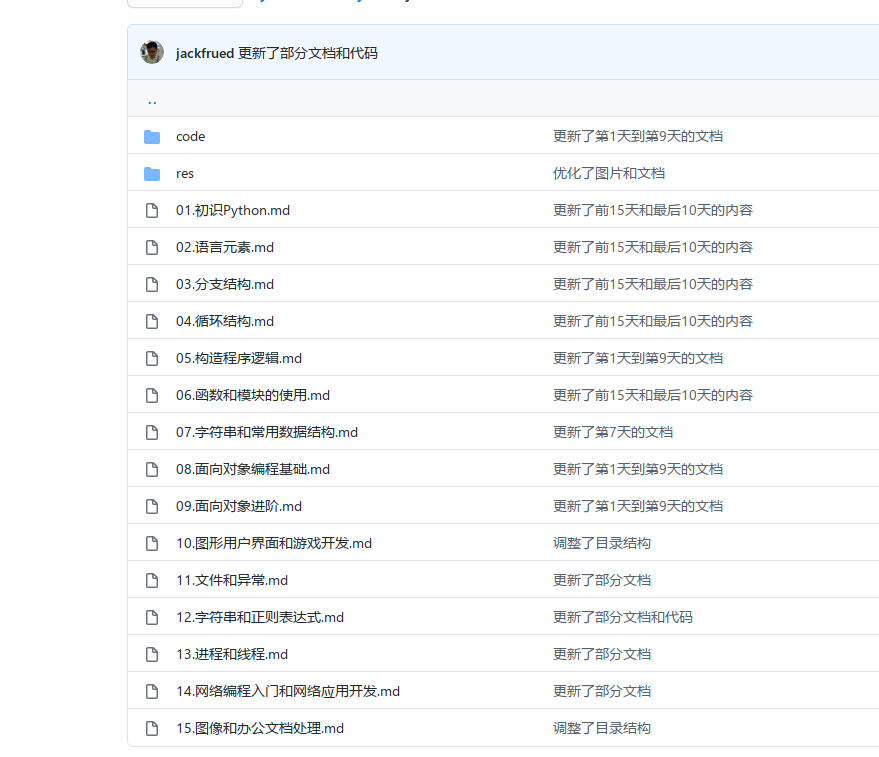 jackfrued 更新了部分文档和代码
..
code 更新了第1天到第9天的文档
res 优化了图片和文档
01.初识Python.md 更新了前15天和最后10天的内容
02.语言元素.md 更新了前15天和最后10天的内容
03.分支结构.md 更新了前15天和最后10天的内容
04.循环结构.md 更新了前15天和最后10天的内容
05.构造程序逻辑.md 更新了第1天到第9天的文档
06.函数和模块的使用.md 更新了前15天和最后10天的内容
07.字符串和常用数据结构.md 更新了第7天的文档
08.面向对象编程基础.md 更新了第1天到第9天的文档
09.面向对象进阶.md 更新了第1天到第9天的文档
10.图形用户界面和游戏开发.md 调整了目录结构
11.文件和异常.md 更新了部分文档
12.字符串和正则表达式.md 更新了部分文档和代码
13.进程和线程.md 更新了部分文档
14.网络编程入门和网络应用开发.md 更新了部分文档
15.图像和办公文档处理.md 调整了目录结构